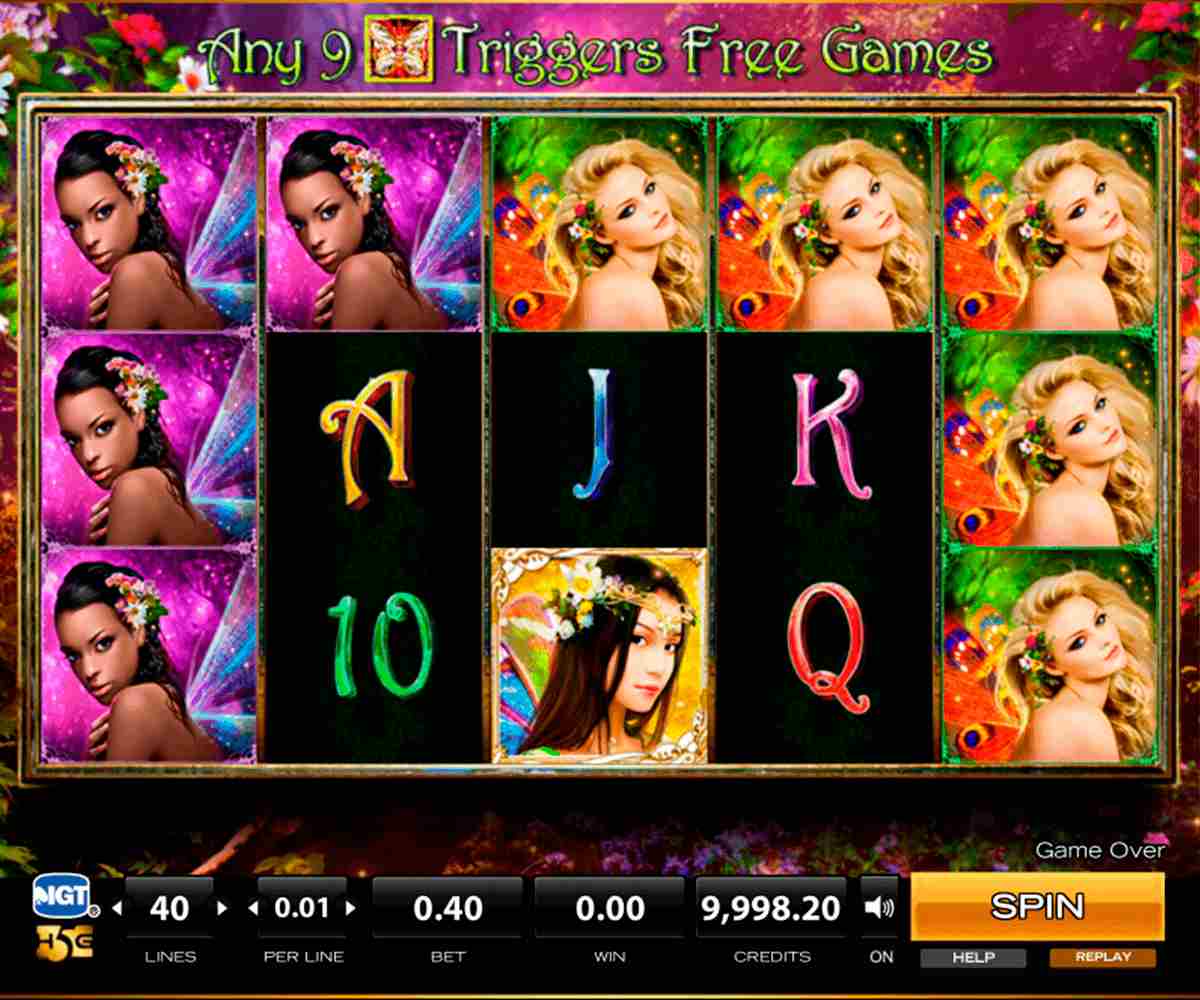 Any 9 Triggers Free Games
A J K
10 Q
Game Over
IGT®
40 0.01 0.40 0.00 9,998.20 SPIN
LINES PER LINE BET WIN CREDITS ON HELP REPLAY